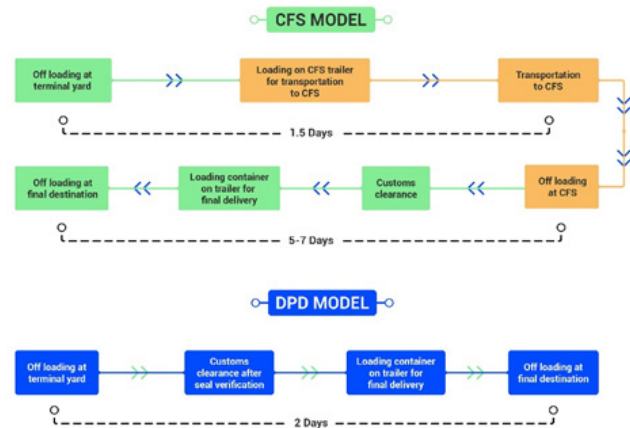 CFS MODEL
Off loading at
terminal yard
Loading on CFS trailer
for transportation
to CFS
Transportation
to CFS
1.5 Days
Off loading at
final destination
Loading container
on trailer for
final delivery
Customs
clearance
Off loading
at CFS
5-7 Days
DPD MODEL
Off loading at
terminal yard
Customs
clearance after
seal verification
Loading container
on trailer for
final delivery
Off loading at
final destination
2 Days